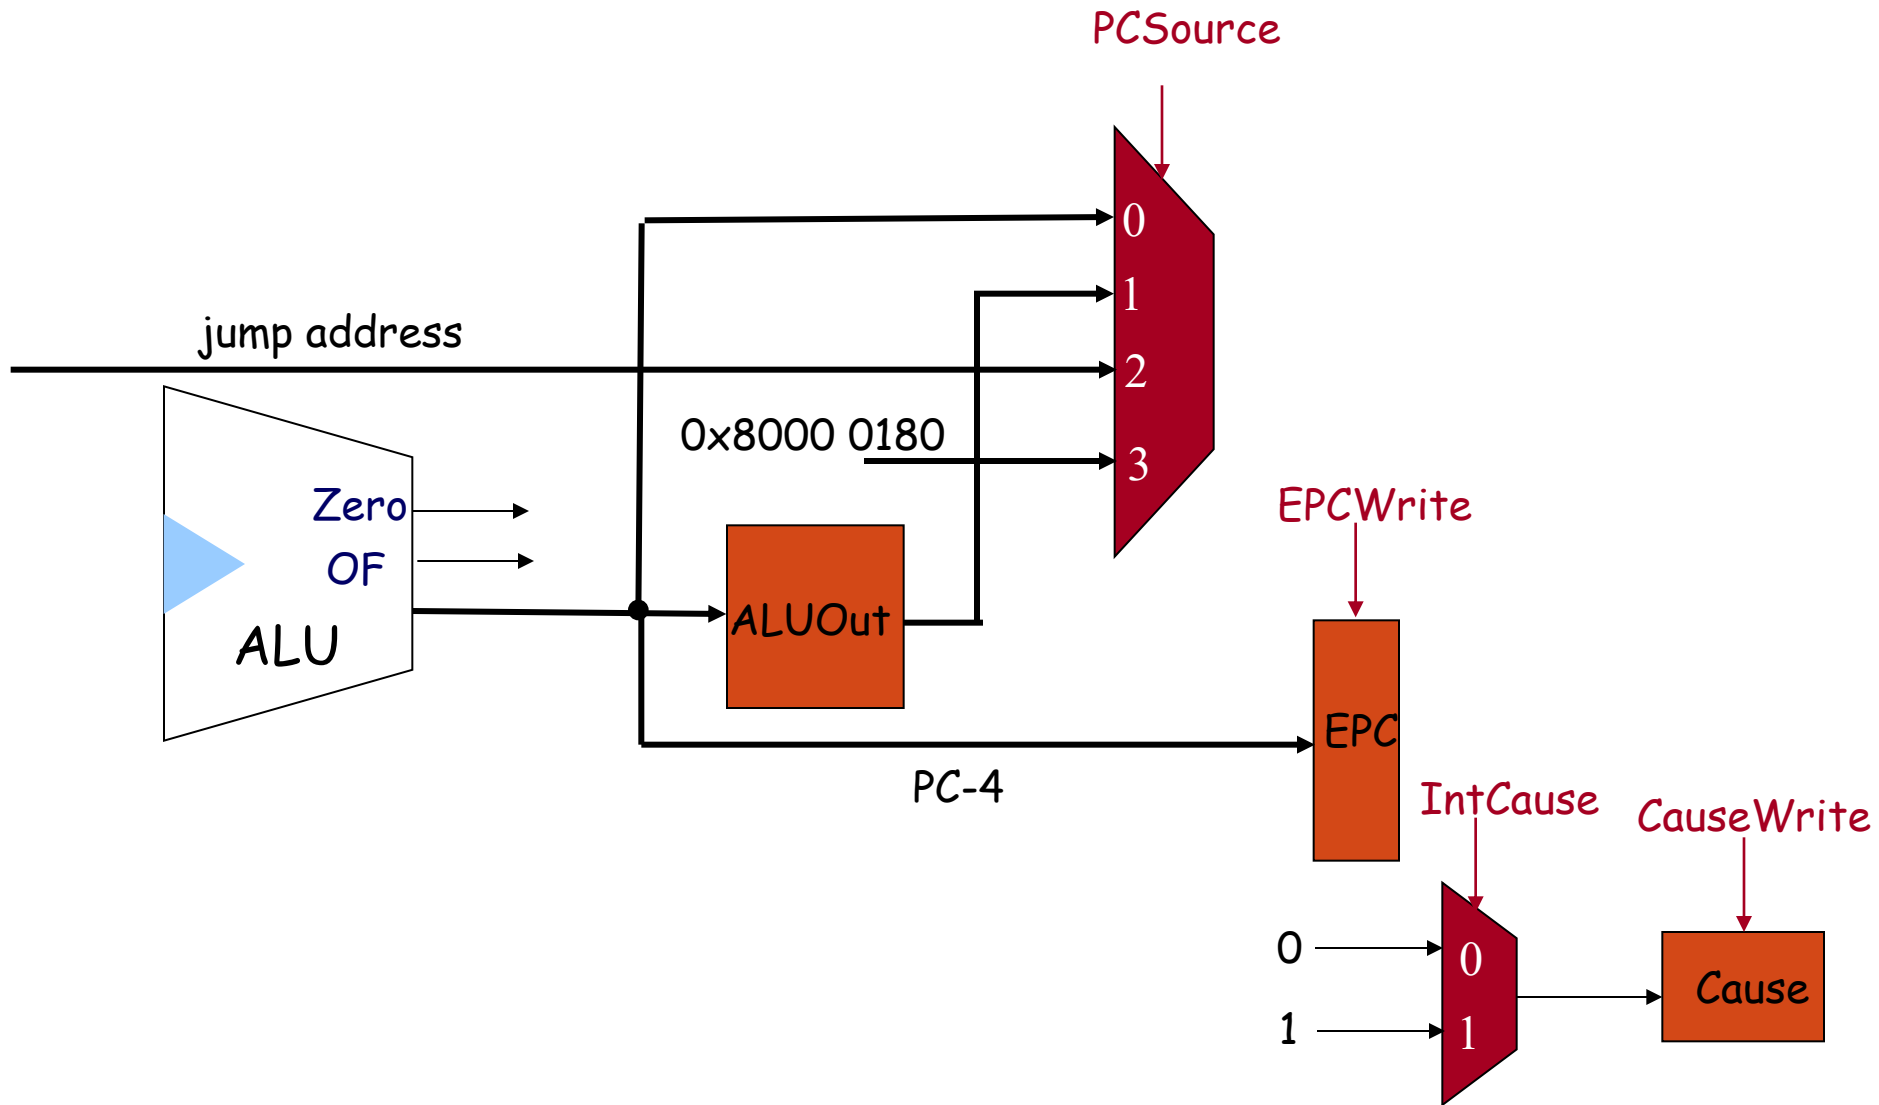 PCSource
0
1
jump address
2
0x8000 0180
3
Zero
EPCWrite
OF
ALUOut
ALU
EPC
PC-4
IntCause
CauseWrite
0
0
Cause
1
1